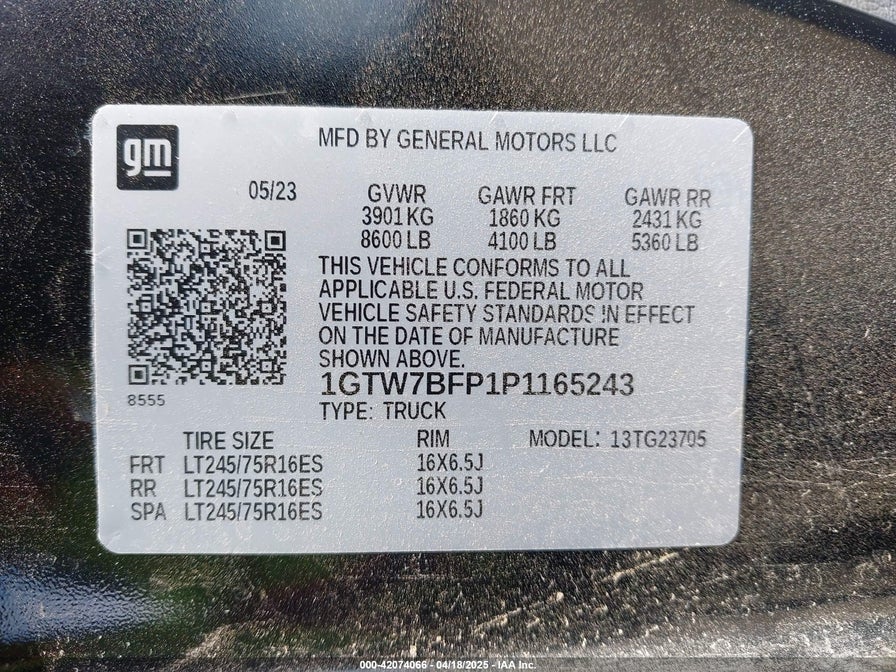 gm
MFD BY GENERAL MOTORS LLC
05/23 GVWR GAWR FRT GAWR RR
3901 KG 1860 KG 2431 KG
8600 LB 4100 LB 5360 LB
THIS VEHICLE CONFORMS TO ALL
APPLICABLE U.S. FEDERAL MOTOR
VEHICLE SAFETY STANDARDS IN EFFECT
ON THE DATE OF MANUFACTURE
SHOWN ABOVE.
1GTW7BFP1P1165243
8555
TYPE: TRUCK
TIRE SIZE RIM MODEL: 13TG23705
FRT LT245/75R16ES 16X6.5J
RR LT245/75R16ES 16X6.5J
SPA LT245/75R16ES 16X6.5J
000-42074066 - 04/18/2025 - IAA Inc.